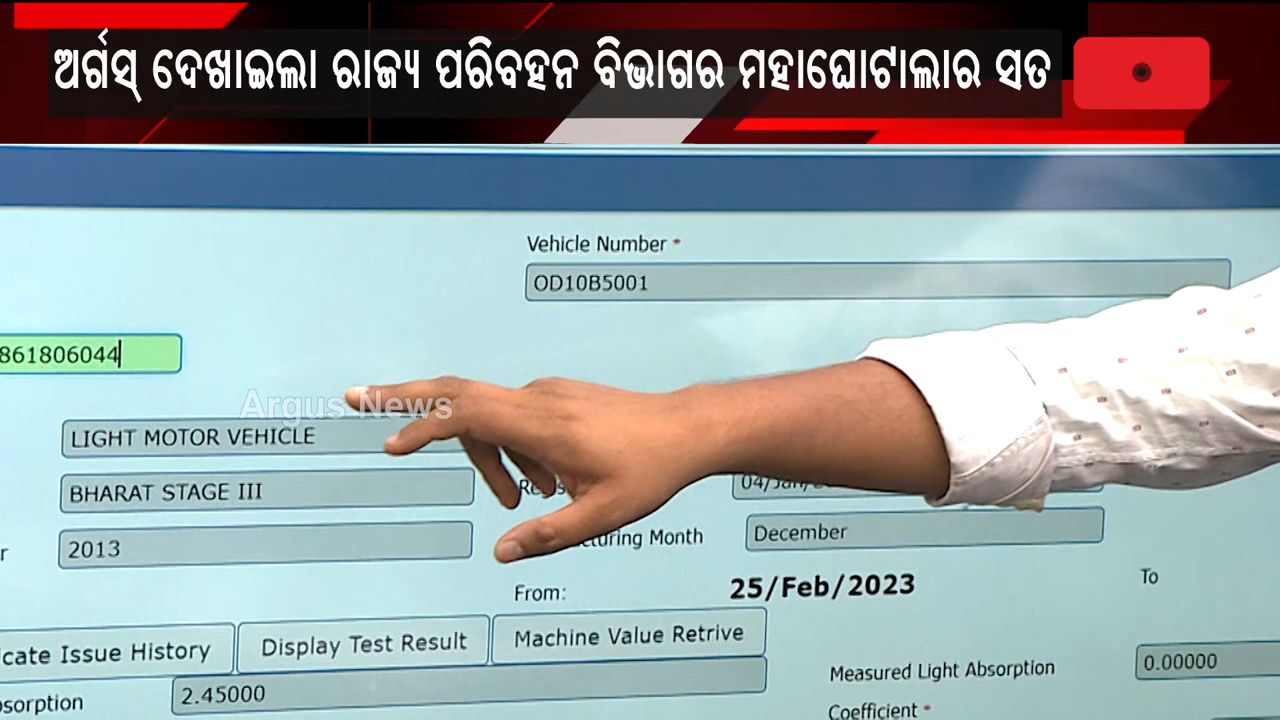 ଅର୍ଗସ୍ ଦେଖାଇଲା ରାଜ୍ୟ ପରିବହନ ବିଭାଗର ମହାଘୋଟାଲାର ସତ
Vehicle Number *
OD10B5001
861806044
Argus News
LIGHT MOTOR VEHICLE
BHARAT STAGE III
2013
cturing Month
December
From:
25/Feb/2023
To
cate Issue History
Display Test Result
Machine Value Retrive
Measured Light Absorption
0.00000
sorption
2.45000
Coefficient *